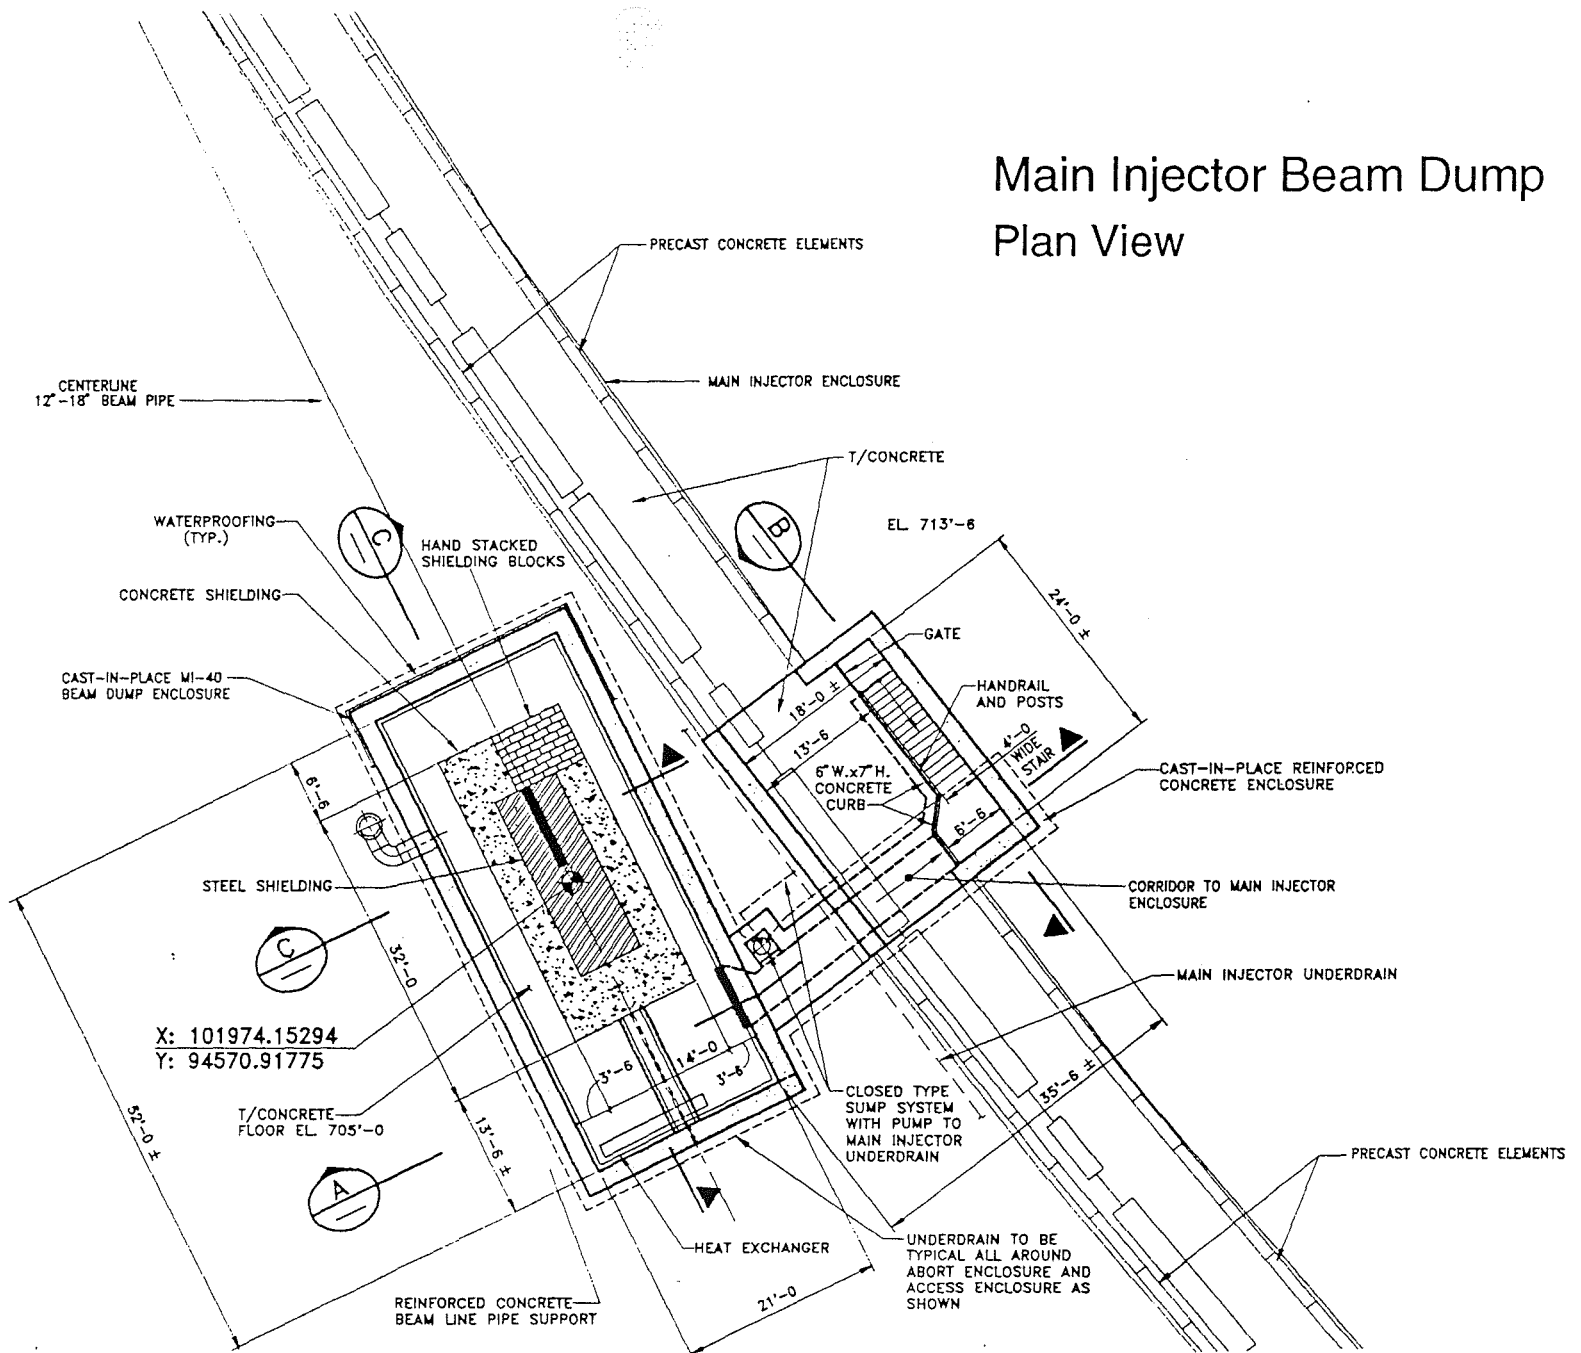 Main Injector Beam Dump
Plan View
PRECAST CONCRETE ELEMENTS
MAIN INJECTOR ENCLOSURE
CENTERLINE
12"-18" BEAM PIPE
T/CONCRETE
WATERPROOFING
(TYP.)
C
HAND STACKED
SHIELDING BLOCKS
B
EL. 713'-6
CONCRETE SHIELDING
24'-0 ±
GATE
CAST-IN-PLACE MI-40
BEAM DUMP ENCLOSURE
HANDRAIL
AND POSTS
18'-0 ±
13'-6
4'-0
WIDE
STAIR
6" W.x7" H.
CONCRETE
CURB
CAST-IN-PLACE REINFORCED
CONCRETE ENCLOSURE
6'-6
6'-6
STEEL SHIELDING
CORRIDOR TO MAIN INJECTOR
ENCLOSURE
C
32'-0
MAIN INJECTOR UNDERDRAIN
X: 101974.15294
Y: 94570.91775
14'-0
3'-6
3'-6
35'-6 ±
T/CONCRETE
FLOOR EL. 705'-0
CLOSED TYPE
SUMP SYSTEM
WITH PUMP TO
MAIN INJECTOR
UNDERDRAIN
52'-0 ±
13'-6 ±
PRECAST CONCRETE ELEMENTS
A
HEAT EXCHANGER
UNDERDRAIN TO BE
TYPICAL ALL AROUND
ABORT ENCLOSURE AND
ACCESS ENCLOSURE AS
SHOWN
21'-0
REINFORCED CONCRETE
BEAM LINE PIPE SUPPORT